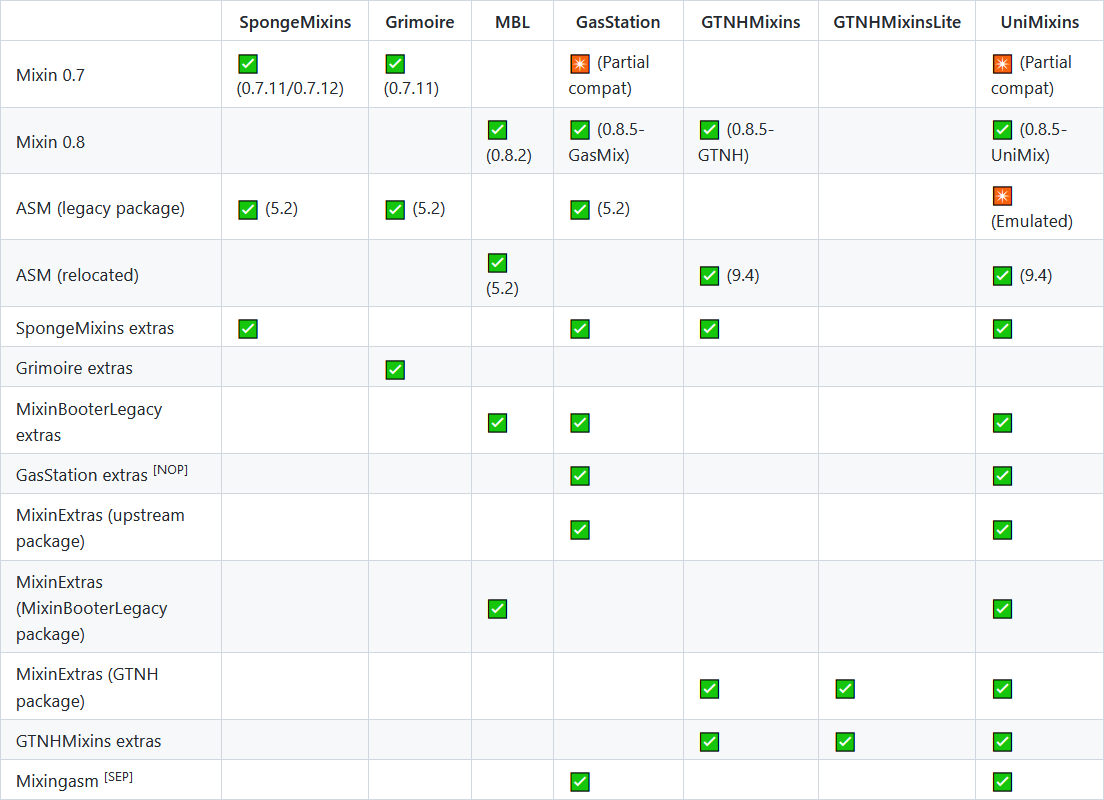 SpongeMixins Grimoire MBL GasStation GTNHMixins GTNHMixinsLite UniMixins
Mixin 0.7 ✅ (0.7.11/0.7.12) ✅ (0.7.11) 💥 (Partial compat) 💥 (Partial compat)
Mixin 0.8 ✅ (0.8.2) ✅ (0.8.5-GasMix) ✅ (0.8.5-GTNH) ✅ (0.8.5-UniMix)
ASM (legacy package) ✅ (5.2) ✅ (5.2) ✅ (5.2) 💥 (Emulated)
ASM (relocated) ✅ (5.2) ✅ (9.4) ✅ (9.4)
SpongeMixins extras ✅ ✅ ✅ ✅
Grimoire extras ✅
MixinBooterLegacy
extras ✅ ✅ ✅
GasStation extras [NOP] ✅ ✅
MixinExtras (upstream
package) ✅ ✅
MixinExtras
(MixinBooterLegacy
package) ✅ ✅
MixinExtras (GTNH
package) ✅ ✅ ✅
GTNHMixins extras ✅ ✅ ✅
Mixingasm [SEP] ✅ ✅